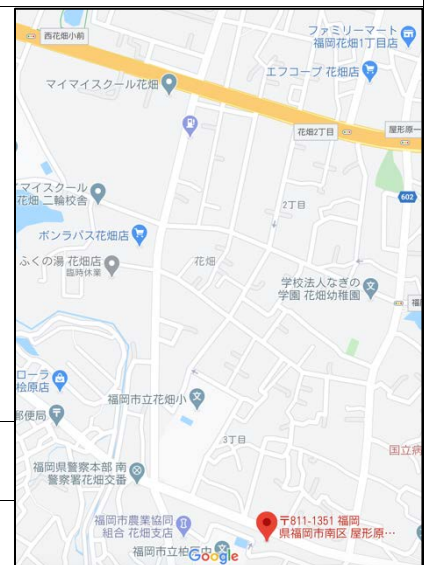 西花畑小前
ファミリーマート
福岡花畑1丁目店
エフコープ 花畑店
マイマイスクール花畑
花畑2丁目
屋形原一
マイスクール
花畑 二輪校舎
602
2丁目
ボンラパス花畑店
ふくの湯 花畑店
臨時休業
花畑
学校法人なぎの
学園 花畑幼稚園
福
ローラ
桧原店
福岡市立花畑小
郵便局
3丁目
国立病
福岡県警察本部 南
警察署花畑交番
〒811-1351 福岡
県福岡市南区 屋形原…
福岡市農業協同
組合 花畑支店
福岡市立柏原中
Google